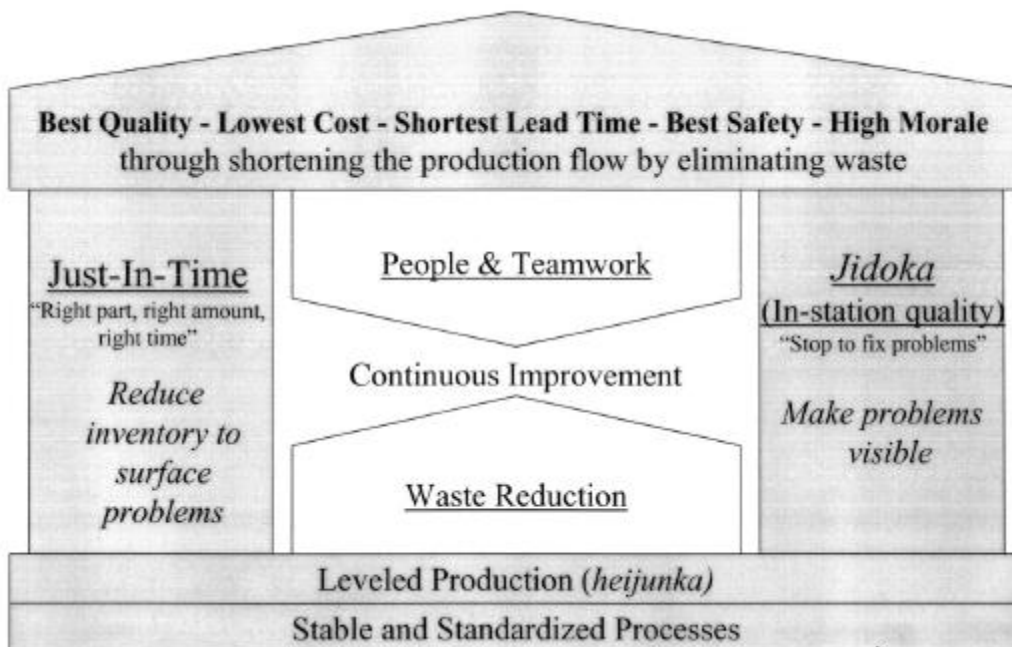 Best Quality - Lowest Cost - Shortest Lead Time - Best Safety - High Morale
through shortening the production flow by eliminating waste
Just-In-Time
“Right part, right amount,
right time”
Reduce
inventory to
surface
problems
People & Teamwork
Continuous Improvement
Waste Reduction
Jidoka
(In-station quality)
“Stop to fix problems”
Make problems
visible
Leveled Production (heijunka)
Stable and Standardized Processes